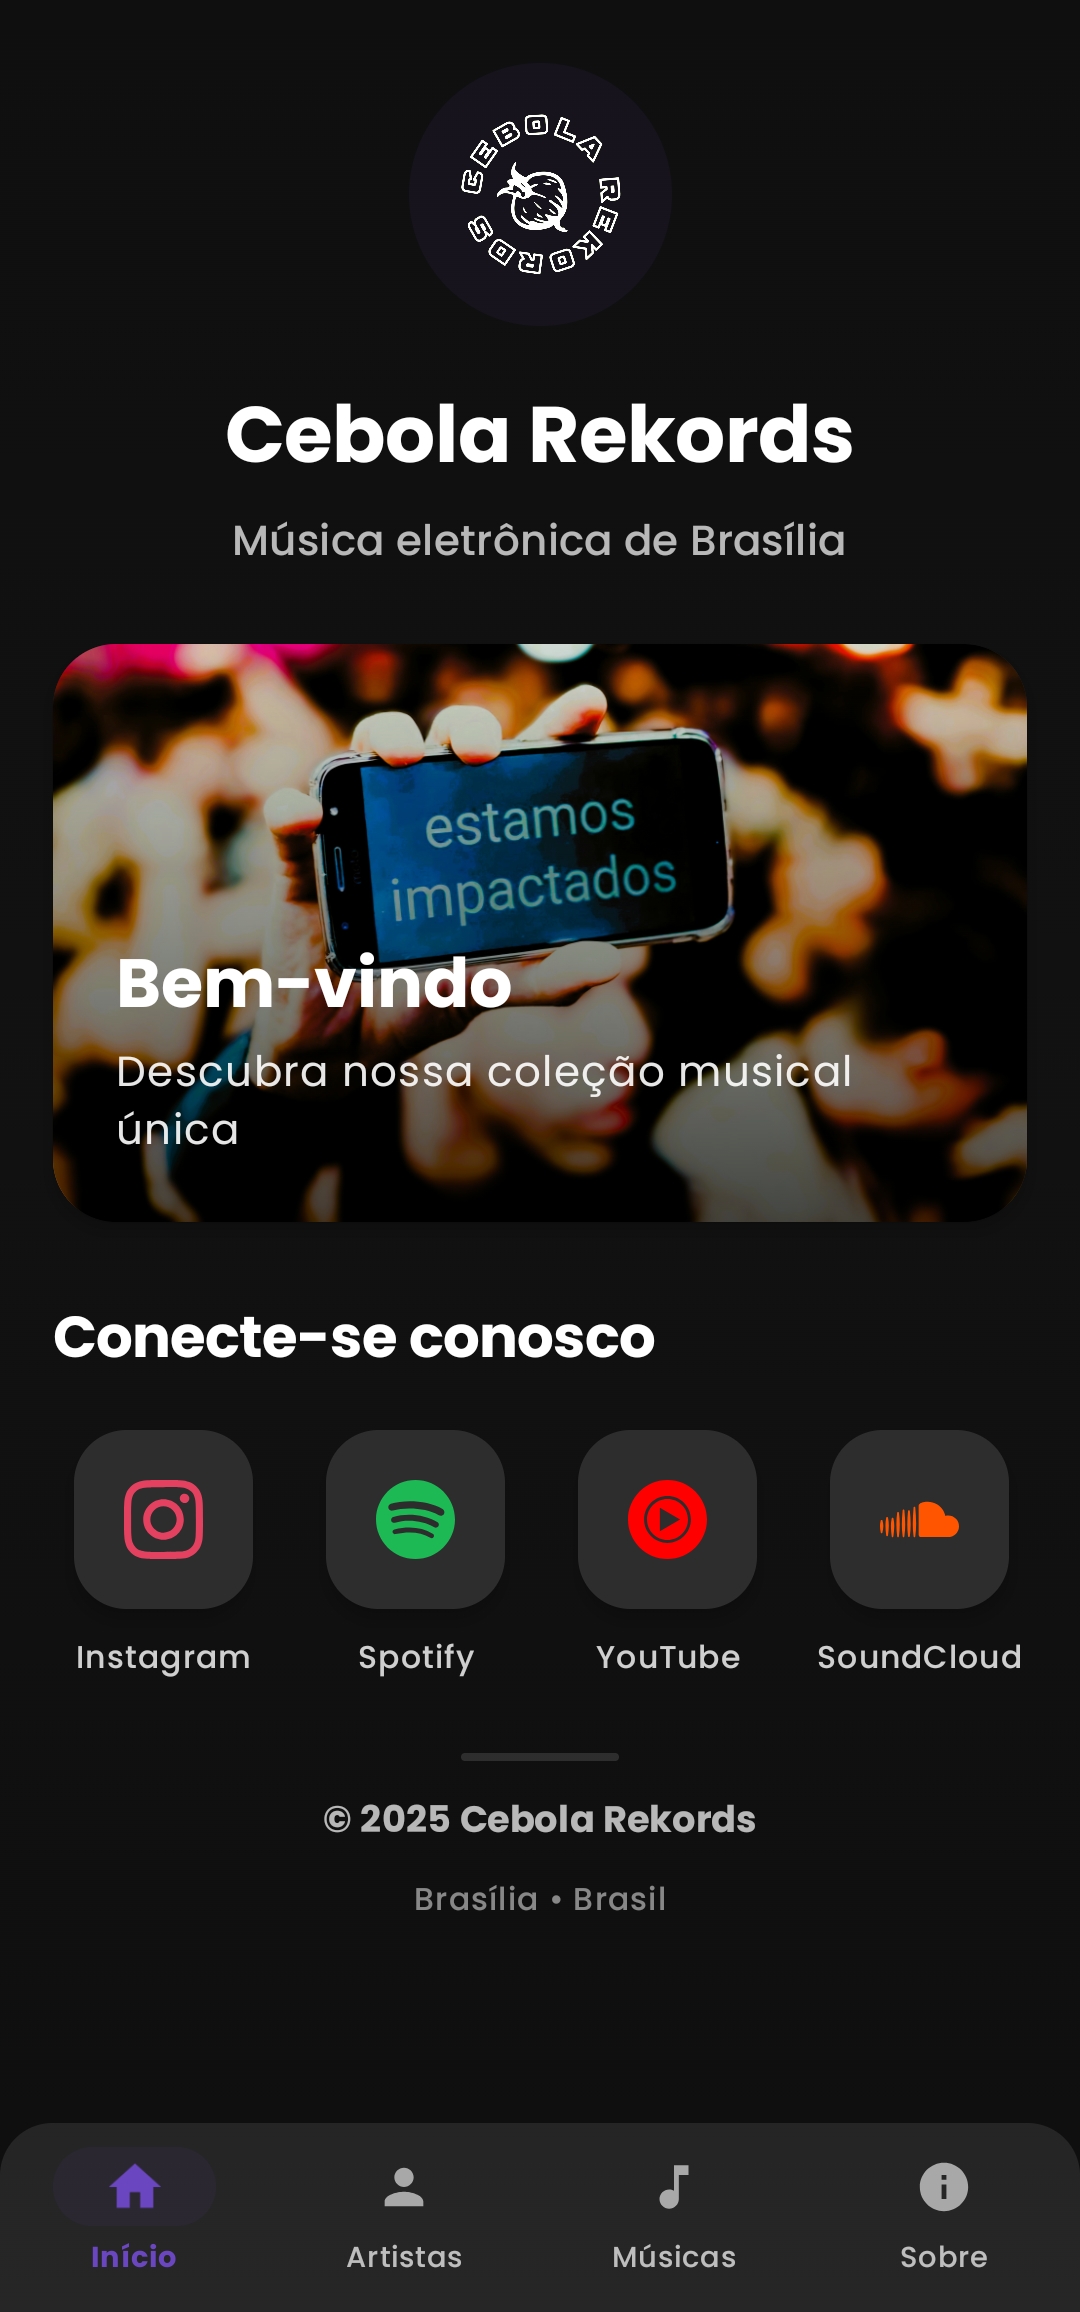 CEBOLA REKORDS
Cebola Rekords
Música eletrônica de Brasília
estamos
impactados
Bem-vindo
Descubra nossa coleção musical
única
Conecte-se conosco
Instagram
Spotify
YouTube
SoundCloud
© 2025 Cebola Rekords
Brasília • Brasil
Início
Artistas
Músicas
Sobre